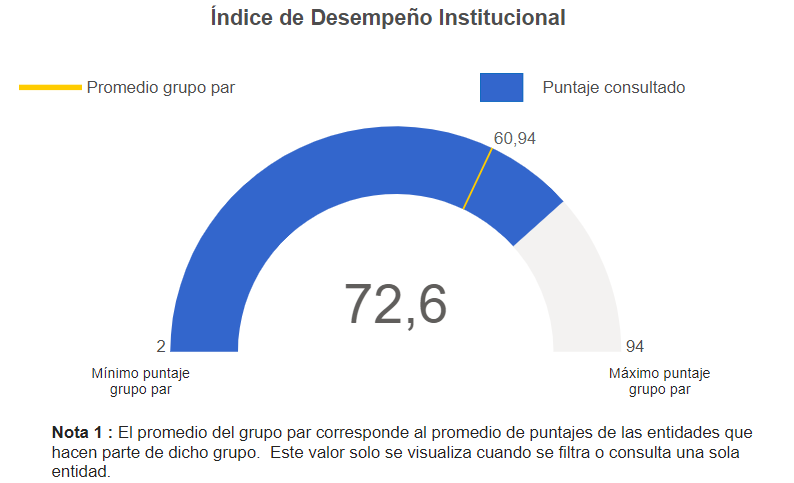 Índice de Desempeño Institucional
Promedio grupo par
Puntaje consultado
60,94
72,6
2
94
Mínimo puntaje
grupo par
Máximo puntaje
grupo par
Nota 1 : El promedio del grupo par corresponde al promedio de puntajes de las entidades que
hacen parte de dicho grupo.  Este valor solo se visualiza cuando se filtra o consulta una sola
entidad.